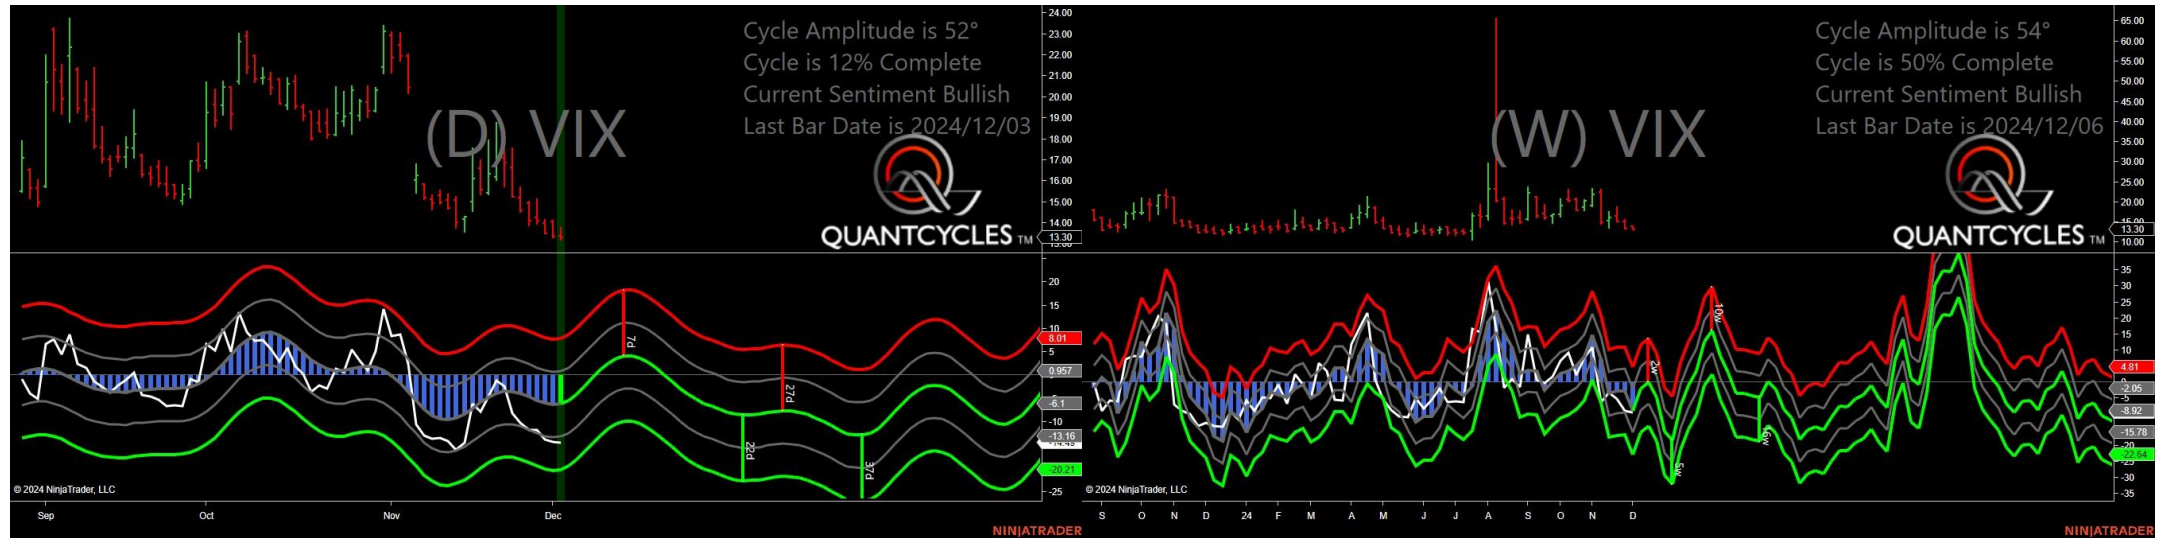 Cycle Amplitude is 52°
Cycle is 12% Complete
Current Sentiment Bullish
Last Bar Date is 2024/12/03
(D) VIX
QUANTCYCLES TM
24.00
23.00
22.00
21.00
20.00
19.00
18.00
17.00
16.00
15.00
14.00
13.30
20
15
10
8.01
5
0.957
-6.1
-10
-13.16
-20.21
-25
7d
27d
22d
37d
© 2024 NinjaTrader, LLC
Sep
Oct
Nov
Dec
NINJATRADER
Cycle Amplitude is 54°
Cycle is 50% Complete
Current Sentiment Bullish
Last Bar Date is 2024/12/06
(W) VIX
QUANTCYCLES TM
65.00
60.00
55.00
50.00
45.00
40.00
35.00
30.00
25.00
20.00
15.00
13.30
10.00
35
30
25
20
15
10
4.81
-2.05
-5
-8.92
-15.78
-20
-22.64
-25
-30
-35
10w
2w
5w
16w
© 2024 NinjaTrader, LLC
S
O
N
D
24
F
M
A
M
J
J
A
S
O
N
D
NINJATRADER